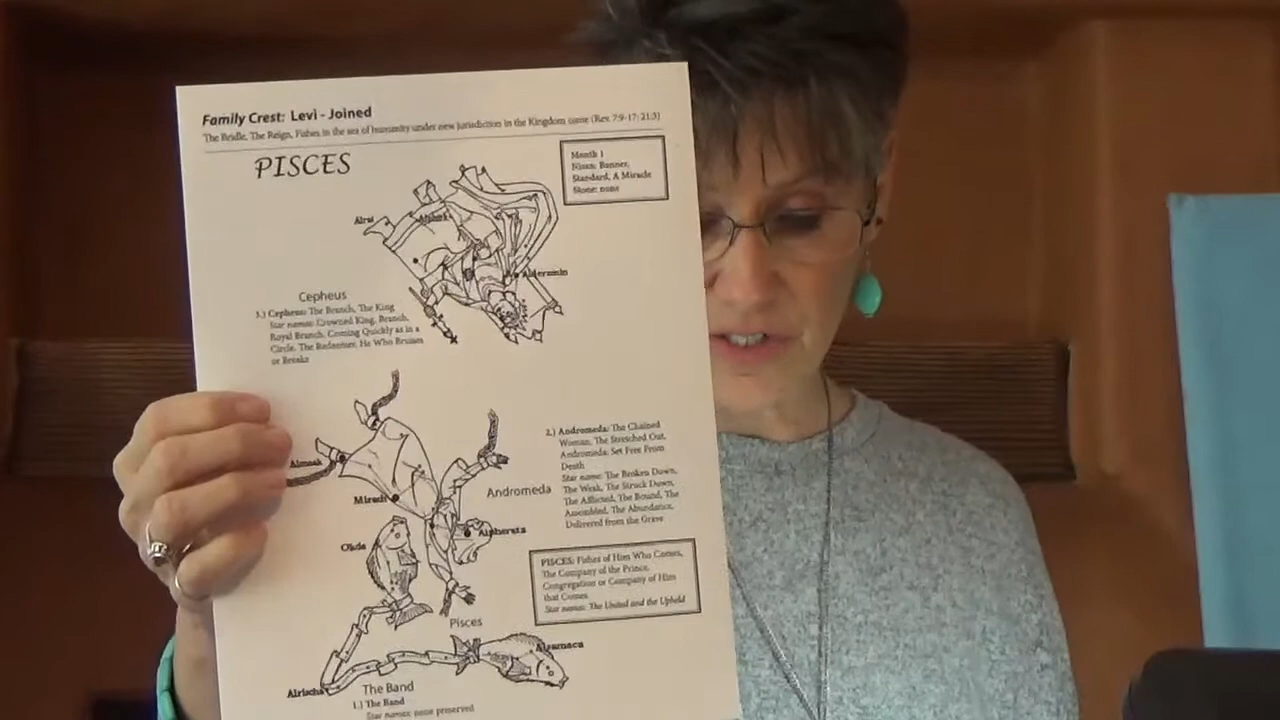 Family Crest: Levi - Joined
The Bridle, The Reign, Fishes in the sea of humanity under new jurisdiction in the Kingdom come (Rev. 7:9-17; 21:3)
PISCES
Month 1
Nisan: Banner,
Standard, A Miracle
Stone: none
Alrai
Alderamin
Cepheus
3.) Cepheus: The Branch, The King
Star names: Crowned King, Branch,
Royal Branch, Coming Quickly as in a
Circle, The Redeemer, He Who Bruises
or Breaks
2.) Andromeda: The Chained
Woman, The Stretched Out,
Andromeda: Set Free From
Death
Star name: The Broken Down,
The Weak, The Struck Down,
The Afflicted, The Bound, The
Assembled, The Abundance,
Delivered from the Grave
Almaak
Mirach
Andromeda
Alpheratz
Okda
PISCES: Fishes of Him Who Comes,
The Company of the Prince,
Congregation or Company of Him
that Comes
Star names: The United and the Upheld
Pisces
Alsamaca
Alrischa
The Band
1.) The Band
Star names: none preserved